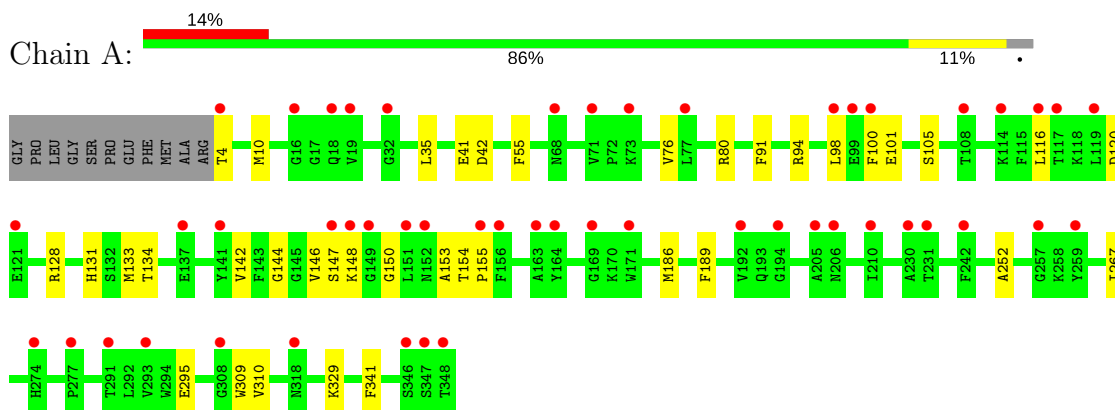 14%
Chain A:
86% 11% •
GLY PRO LEU GLY SER PRO GLU PHE MET ALA ARG T4 M10 G16 G17 Q18 V19 G32 L35 E41 D42 F55 N68 V71 P72 K73 V76 L77 R80 F91 R94 L98 E99 F100 E101 S105 T108 K114 F115 L116 T117 K118 L119
E121 R128 H131 S132 M133 T134 E137 Y141 V142 F143 G144 G145 V146 S147 K148 G149 G150 L151 N152 A153 T154 P155 F156 A163 Y164 G169 K170 W171 M186 F189 V192 Q193 G194 A205 N206 I210 A230 T231 F242 A252 G257 K258 Y259
H274 P277 T291 L292 V293 W294 E295 G308 W309 V310 N318 K329 F341 S346 S347 T348